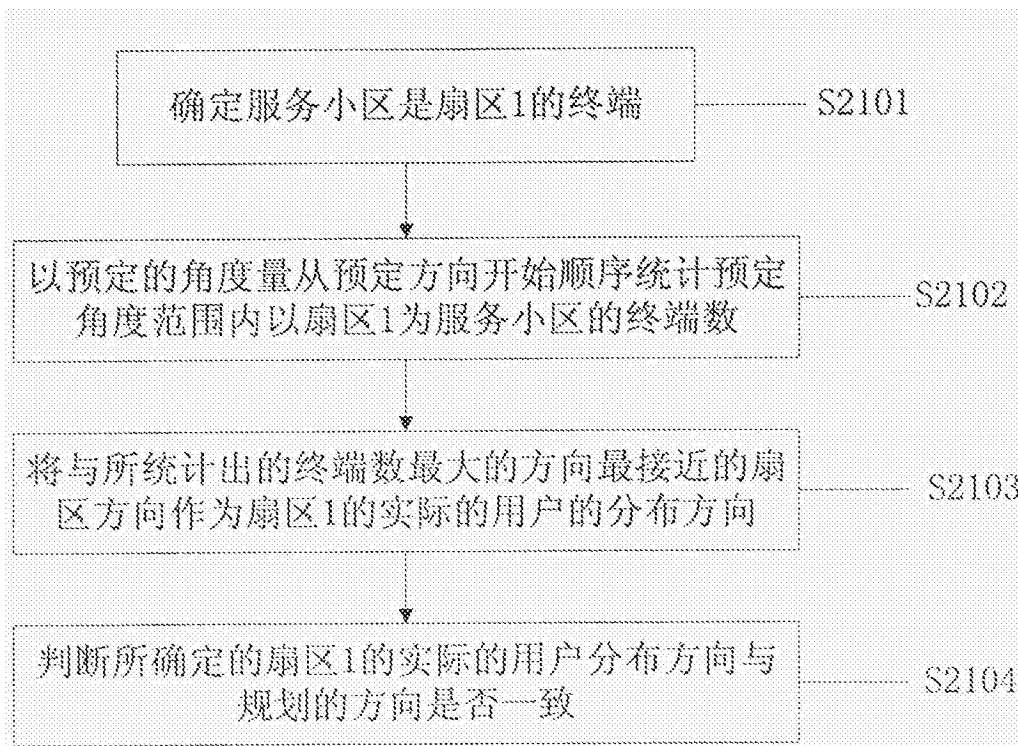 确定服务小区是扇区1的终端
S2101
以预定的角度量从预定方向开始顺序统计预定
角度范围内以扇区1为服务小区的终端数
S2102
将与所统计出的终端数最大的方向最接近的扇
区方向作为扇区1的实际的用户的分布方向
S2103
判断所确定的扇区1的实际的用户分布方向与
规划的方向是否一致
S2104